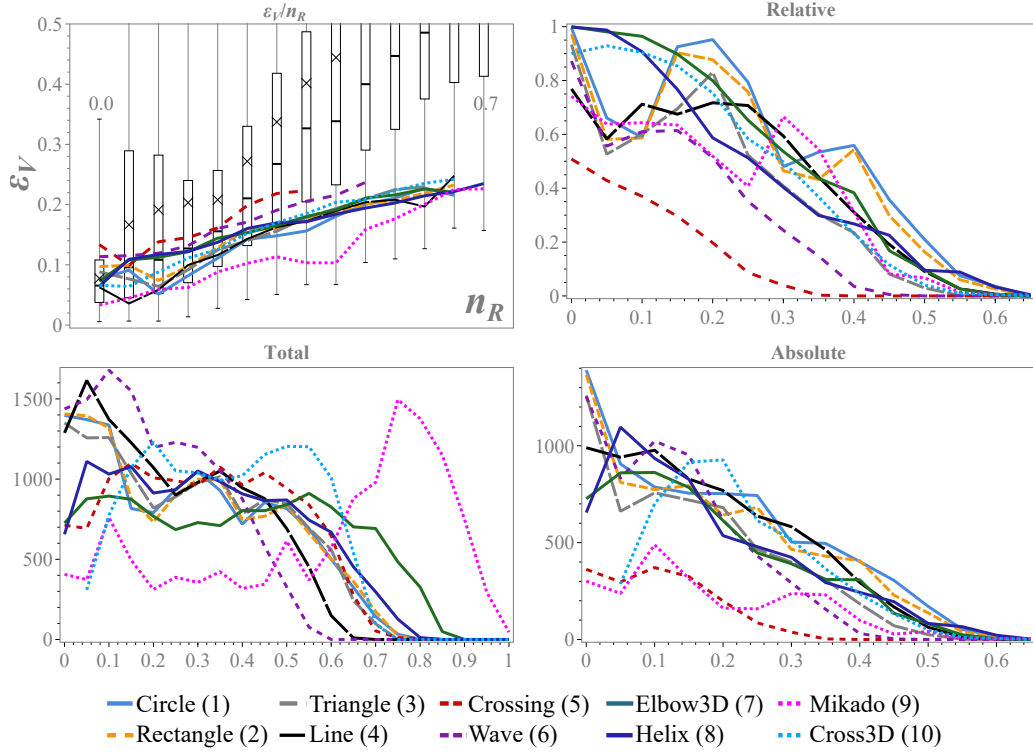 ε_V/n_R
Relative
0.5
0.4
0.3
0.2
0.1
0
ε_V
0.0
0.7
n_R
1
0.8
0.6
0.4
0.2
0
0 0.1 0.2 0.3 0.4 0.5 0.6
Total
Absolute
1500
1000
500
0
0 0.1 0.2 0.3 0.4 0.5 0.6 0.7 0.8 0.9 1
1000
500
0
0 0.1 0.2 0.3 0.4 0.5 0.6
Circle (1) Triangle (3) Crossing (5) Elbow3D (7) Mikado (9)
Rectangle (2) Line (4) Wave (6) Helix (8) Cross3D (10)